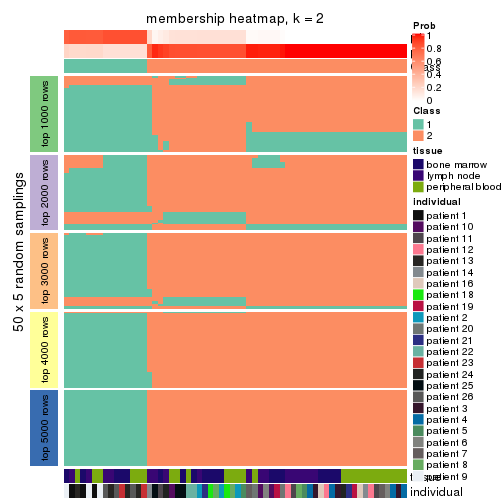 membership heatmap, k = 2
50 x 5 random samplings
top 1000 rows
top 2000 rows
top 3000 rows
top 4000 rows
top 5000 rows
Prob
1
0.8
0.6
0.4
0.2
0
Class
1
2
tissue
bone marrow
lymph node
peripheral blood
individual
patient 1
patient 10
patient 11
patient 12
patient 13
patient 14
patient 16
patient 18
patient 19
patient 2
patient 20
patient 21
patient 22
patient 23
patient 24
patient 25
patient 26
patient 3
patient 4
patient 5
patient 6
patient 7
patient 8
patient 9
individual